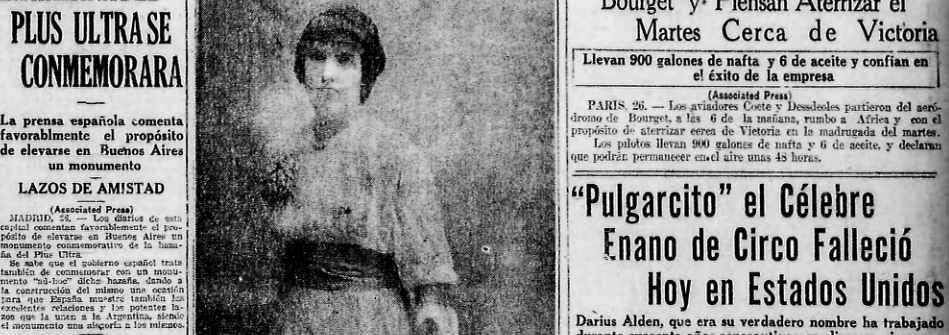 PLUS ULTRA SE
CONMEMORARA
La prensa española comenta
favorablmente el propósito
de elevarse en Buenos Aires
un monumento
LAZOS DE AMISTAD
(Associated Press)
MADRID, 26. — Los diarios de esta
capital comentan favorablemente el pro-
pósito de elevarse en Buenos Aires un
monumento conmemorativo de la haza-
ña del Plus Ultra.
Se sabe que el gobierno español trata
también de conmemorar con un monu-
mento "ad-hoc" dicha hazaña, dando a
la construcción del mismo una ocasión
para que España muestre también las
excelentes relaciones y los potentes la-
zos que la unen a la Argentina, siendo
el monumento una alegoría a los mismos.
Bourget y Piensan Aterrizar el
Martes Cerca de Victoria
Llevan 900 galones de nafta y 6 de aceite y confían en
el éxito de la empresa
(Associated Press)
PARIS, 26. — Los aviadores Coete y Dessdeoles partieron del aeró-
dromo de Bourget, a las 6 de la mañana, rumbo a Africa y con el
propósito de aterrizar cerca de Victoria en la madrugada del martes.
Los pilotos llevan 900 galones de nafta y 6 de aceite, y declaran
que podrán permanecer en el aire unas 48 horas.
"Pulgarcito" el Célebre
Enano de Circo Falleció
Hoy en Estados Unidos
Darius Alden, que era su verdadero nombre ha trabajado